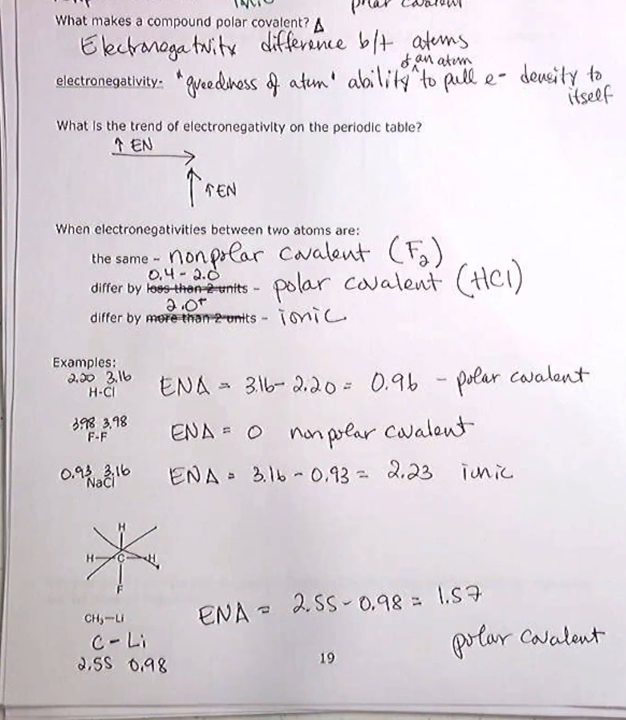 polar covalent
What makes a compound polar covalent? Δ
Electronegativity difference b/t atoms
of an atom
electronegativity- "greediness of atom" ability ^ to pull e- density to
itself
What is the trend of electronegativity on the periodic table?
↑ EN
↑ EN
When electronegativities between two atoms are:
the same - nonpolar covalent (F₂)
0.4 - 2.0
differ by less than 2 units - polar covalent (HCl)
2.0+
differ by more than 2 units - ionic
Examples:
2.20 3.16
H-Cl ENΔ = 3.16 - 2.20 = 0.96 - polar covalent
3.98 3.98
F-F ENΔ = 0 nonpolar covalent
0.93 3.16
NaCl ENΔ = 3.16 - 0.93 = 2.23 ionic
H
H C H
F
CH₃-Li ENΔ = 2.55 - 0.98 = 1.57
C - Li polar covalent
2.55 0.98
19